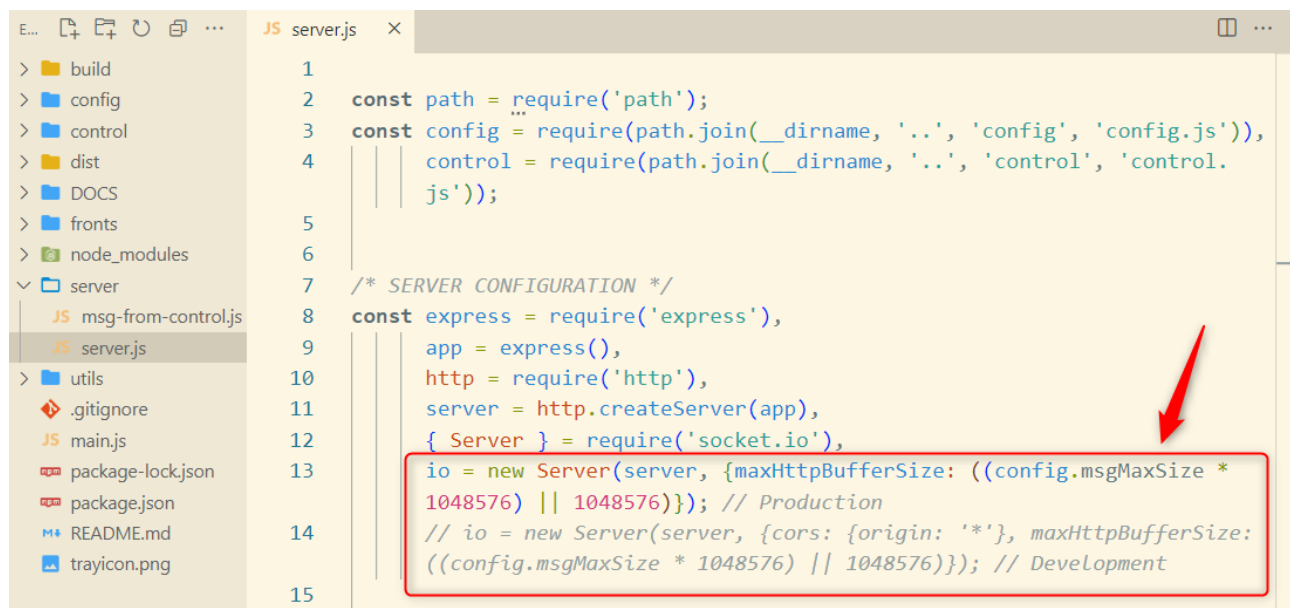 E... ...
JS server.js ×
...
build
config
control
dist
DOCS
fronts
node_modules
server
JS msg-from-control.js
JS server.js
utils
.gitignore
JS main.js
npm package-lock.json
npm package.json
M↓ README.md
trayicon.png
1
2 const path = require('path');
3 const config = require(path.join(__dirname, '..', 'config', 'config.js')),
4 control = require(path.join(__dirname, '..', 'control', 'control.
js'));
5
6
7 /* SERVER CONFIGURATION */
8 const express = require('express'),
9 app = express(),
10 http = require('http'),
11 server = http.createServer(app),
12 { Server } = require('socket.io'),
13 io = new Server(server, {maxHttpBufferSize: ((config.msgMaxSize *
1048576) || 1048576)}); // Production
14 // io = new Server(server, {cors: {origin: '*'}, maxHttpBufferSize:
((config.msgMaxSize * 1048576) || 1048576)}); // Development
15